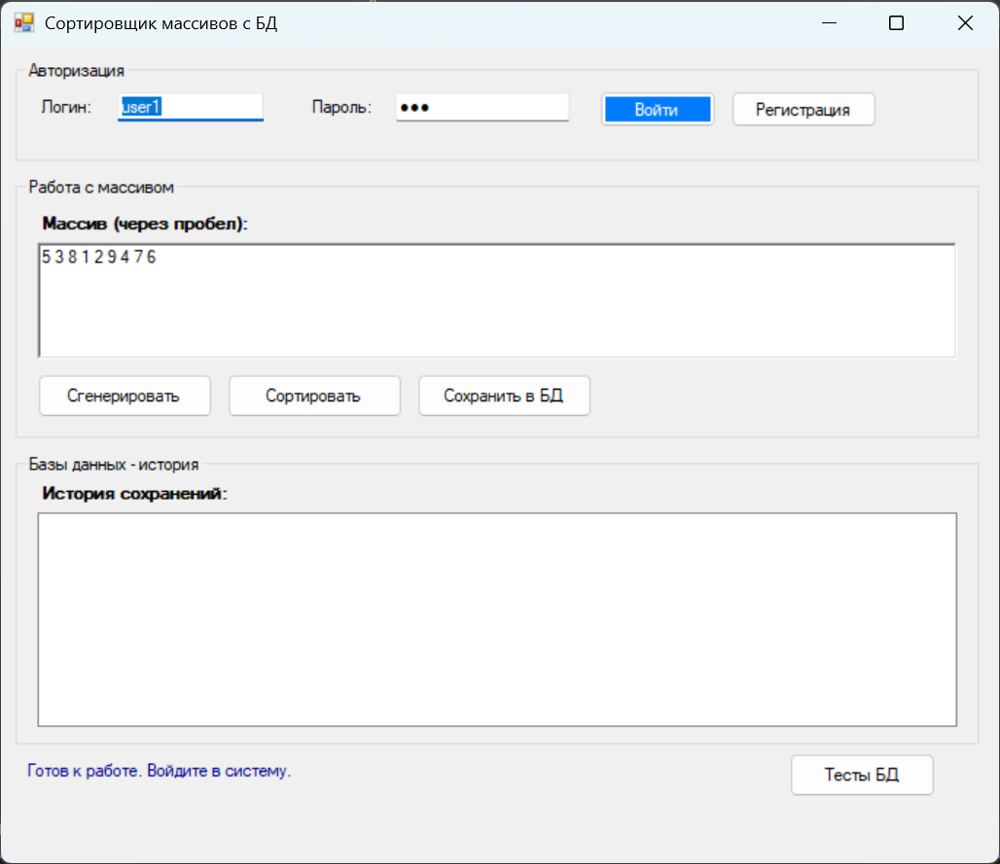 Сортировщик массивов с БД
Авторизация
Логин: user1 Пароль: ●●● Войти Регистрация
Работа с массивом
Массив (через пробел):
5 3 8 1 2 9 4 7 6
Сгенерировать Сортировать Сохранить в БД
Базы данных - история
История сохранений:
Готов к работе. Войдите в систему.
Тесты БД